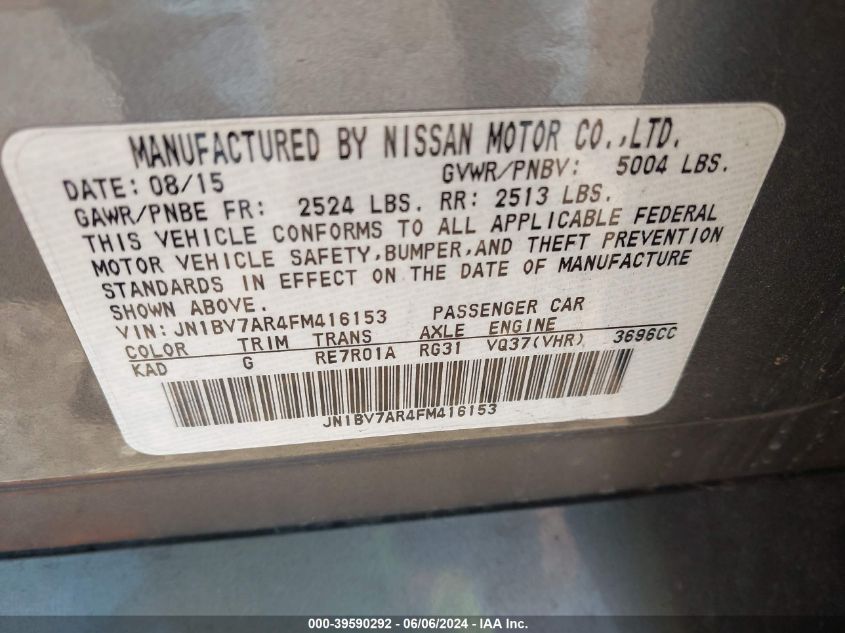 MANUFACTURED BY NISSAN MOTOR CO.,LTD.
DATE: 08/15 GVWR/PNBV: 5004 LBS.
GAWR/PNBE FR: 2524 LBS. RR: 2513 LBS.
THIS VEHICLE CONFORMS TO ALL APPLICABLE FEDERAL
MOTOR VEHICLE SAFETY,BUMPER,AND THEFT PREVENTION
STANDARDS IN EFFECT ON THE DATE OF MANUFACTURE
SHOWN ABOVE.
VIN: JN1BV7AR4FM416153 PASSENGER CAR
COLOR TRIM TRANS AXLE ENGINE
KAD G RE7R01A RG31 VQ37(VHR) 3696CC
JN1BV7AR4FM416153
000-39590292 - 06/06/2024 - IAA Inc.